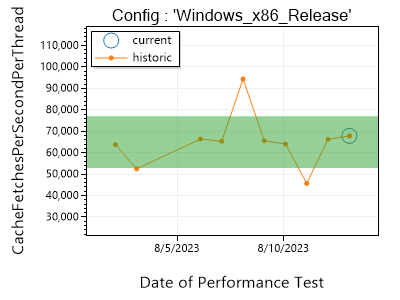 Config : 'Windows_x86_Release'
CacheFetchesPerSecondPerThread
current
historic
110,000
100,000
90,000
80,000
70,000
60,000
50,000
40,000
30,000
8/5/2023
8/10/2023
Date of Performance Test